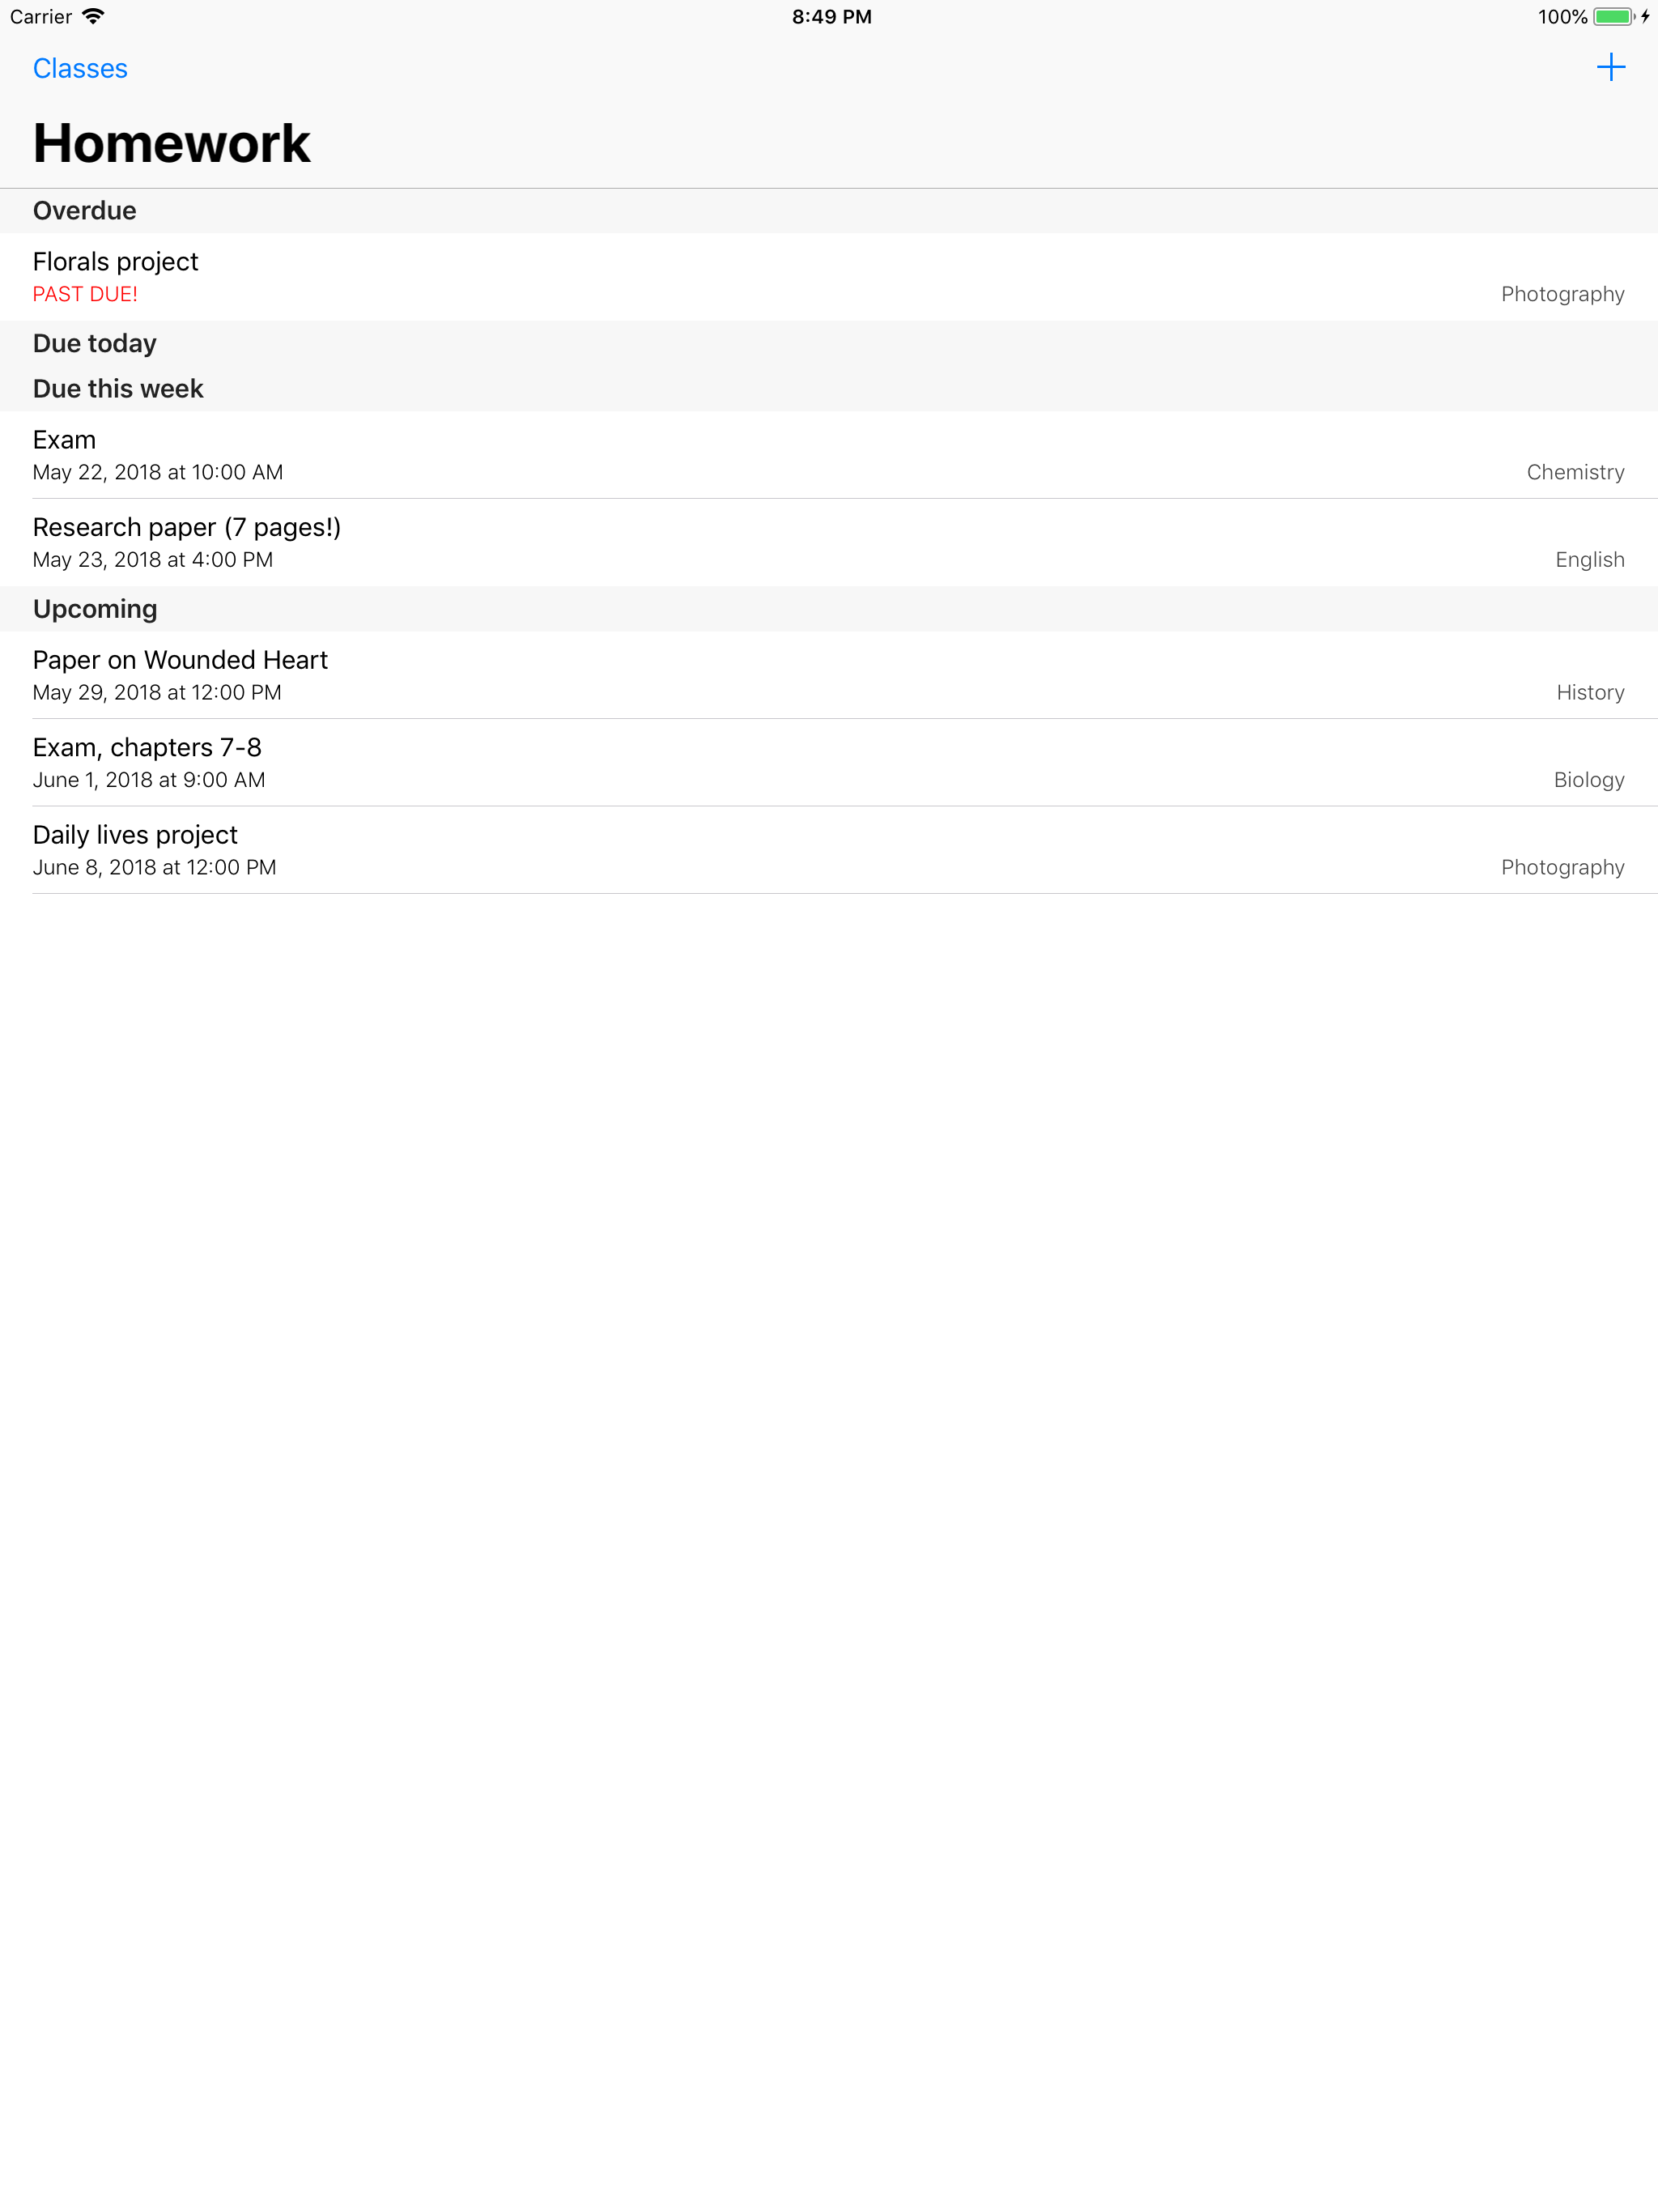 Carrier 8:49 PM 100%
Classes
Homework
Overdue
Florals project
PAST DUE! Photography
Due today
Due this week
Exam
May 22, 2018 at 10:00 AM Chemistry
Research paper (7 pages!)
May 23, 2018 at 4:00 PM English
Upcoming
Paper on Wounded Heart
May 29, 2018 at 12:00 PM History
Exam, chapters 7-8
June 1, 2018 at 9:00 AM Biology
Daily lives project
June 8, 2018 at 12:00 PM Photography